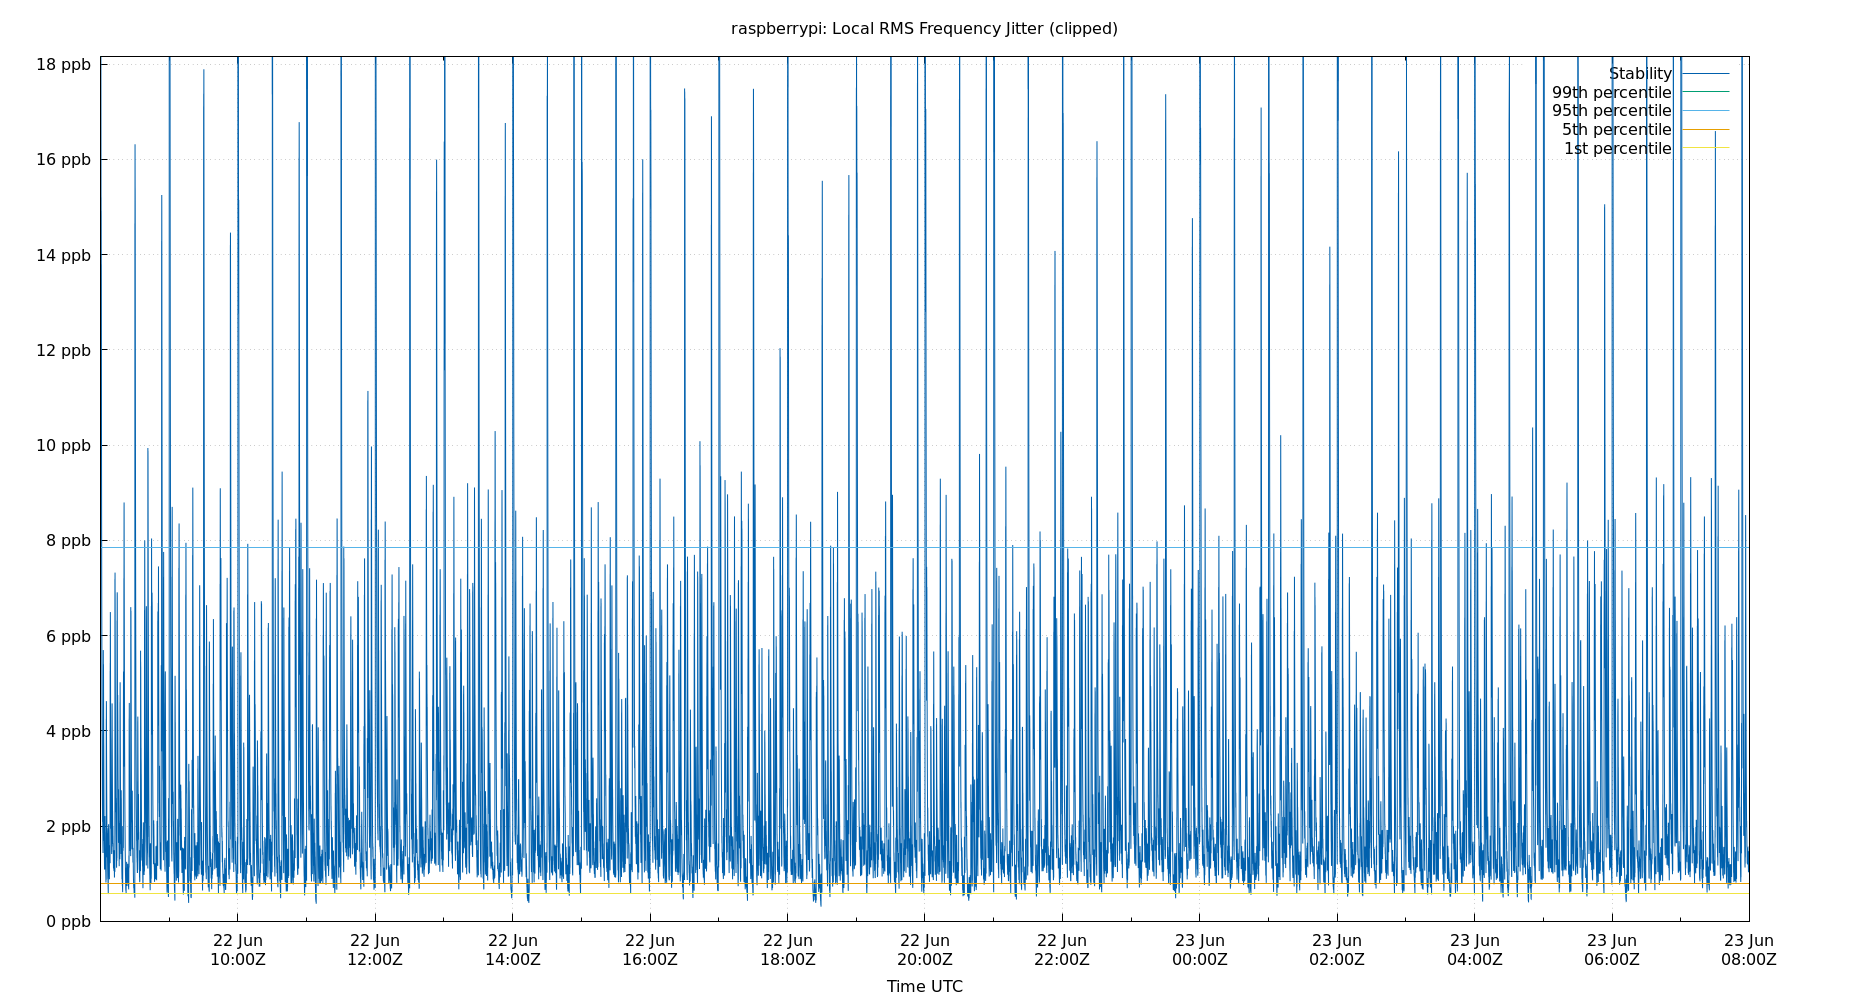 raspberrypi: Local RMS Frequency Jitter (clipped)
18 ppb
16 ppb
14 ppb
12 ppb
10 ppb
8 ppb
6 ppb
4 ppb
2 ppb
0 ppb
Stability
99th percentile
95th percentile
5th percentile
1st percentile
22 Jun 22 Jun 22 Jun 22 Jun 22 Jun 22 Jun 22 Jun 23 Jun 23 Jun 23 Jun 23 Jun 23 Jun
10:00Z 12:00Z 14:00Z 16:00Z 18:00Z 20:00Z 22:00Z 00:00Z 02:00Z 04:00Z 06:00Z 08:00Z
Time UTC